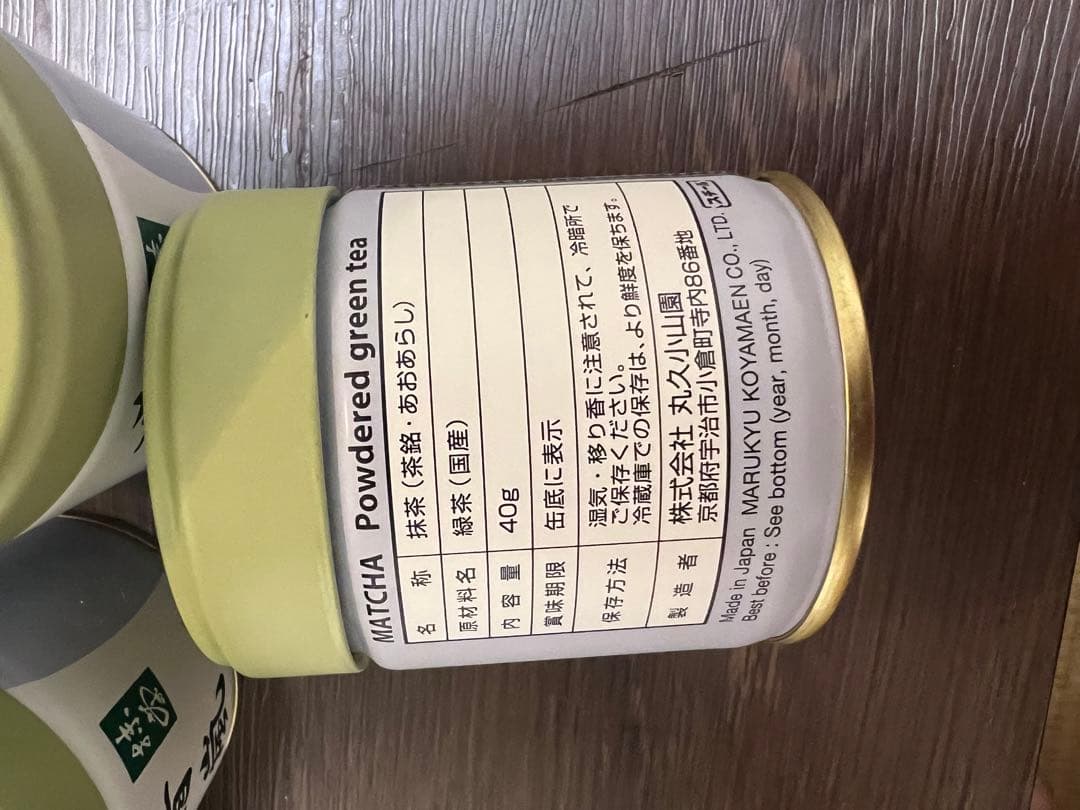 MATCHA Powdered green tea
名称 抹茶（茶銘・あおあらし）
原材料名 緑茶（国産）
内容量 40g
賞味期限 缶底に表示
保存方法 湿気・移り香に注意されて、冷暗所で
ご保存ください。
冷蔵庫での保存は、より鮮度を保ちます。
製造者 株式会社 丸久小山園
京都府宇治市小倉町寺内86番地
Made in Japan MARUKYU KOYAMAEN CO., LTD. スチール
Best before : See bottom (year, month, day)